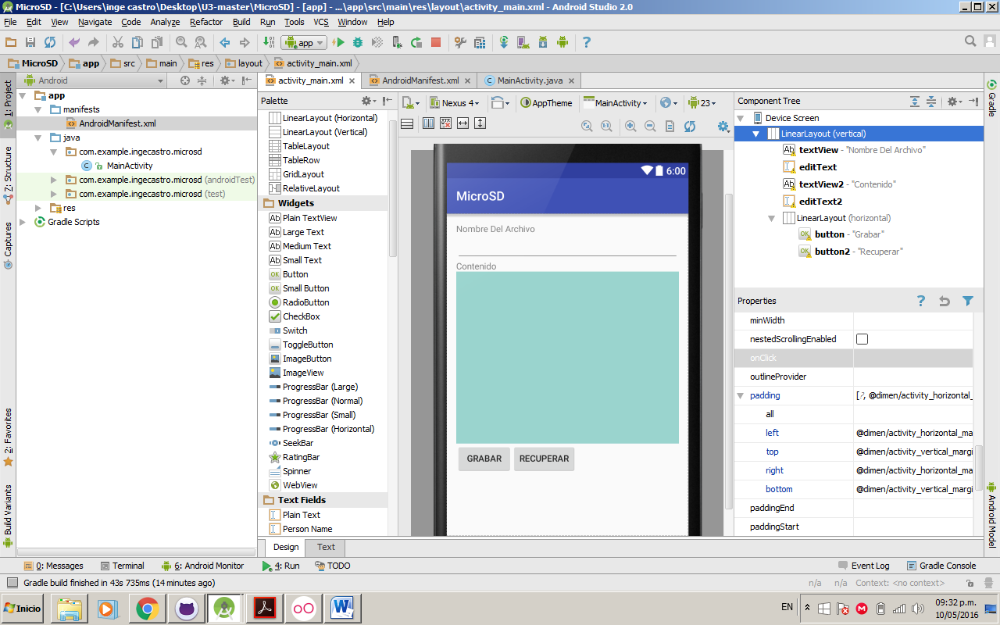 MicroSD - [C:\Users\inge castro\Desktop\U3-master\MicroSD] - [app] - ...\app\src\main\res\layout\activity_main.xml - Android Studio 2.0
File Edit View Navigate Code Analyze Refactor Build Run Tools VCS Window Help
app
MicroSD app src main res layout activity_main.xml
Android
activity_main.xml AndroidManifest.xml MainActivity.java
1: Project
7: Structure
Captures
2: Favorites
Build Variants
app
manifests
AndroidManifest.xml
java
com.example.ingecastro.microsd
MainActivity
com.example.ingecastro.microsd (androidTest)
com.example.ingecastro.microsd (test)
res
Gradle Scripts
Palette
LinearLayout (Horizontal)
LinearLayout (Vertical)
TableLayout
TableRow
GridLayout
RelativeLayout
Widgets
Ab Plain TextView
Ab Large Text
Ab Medium Text
Ab Small Text
OK Button
OK Small Button
RadioButton
CheckBox
Switch
ToggleButton
ImageButton
ImageView
ProgressBar (Large)
ProgressBar (Normal)
ProgressBar (Small)
ProgressBar (Horizontal)
SeekBar
RatingBar
Spinner
WebView
Text Fields
Plain Text
Person Name
Nexus 4 AppTheme MainActivity 23
6:00
MicroSD
Nombre Del Archivo
Contenido
GRABAR RECUPERAR
Design Text
Component Tree
Device Screen
LinearLayout (vertical)
Ab textView - "Nombre Del Archivo"
editText
Ab textView2 - "Contenido"
editText2
LinearLayout (horizontal)
OK button - "Grabar"
OK button2 - "Recuperar"
Properties
minWidth
nestedScrollingEnabled
onClick
outlineProvider
padding [?, @dimen/activity_horizontal_
all
left @dimen/activity_horizontal_ma
top @dimen/activity_vertical_margi
right @dimen/activity_horizontal_ma
bottom @dimen/activity_vertical_margi
paddingEnd
paddingStart
Gradle
Android Model
0: Messages Terminal 6: Android Monitor 4: Run TODO Event Log Gradle Console
Gradle build finished in 43s 735ms (14 minutes ago) n/a n/a Context: <no context>
Inicio EN 09:32 p.m.
10/05/2016